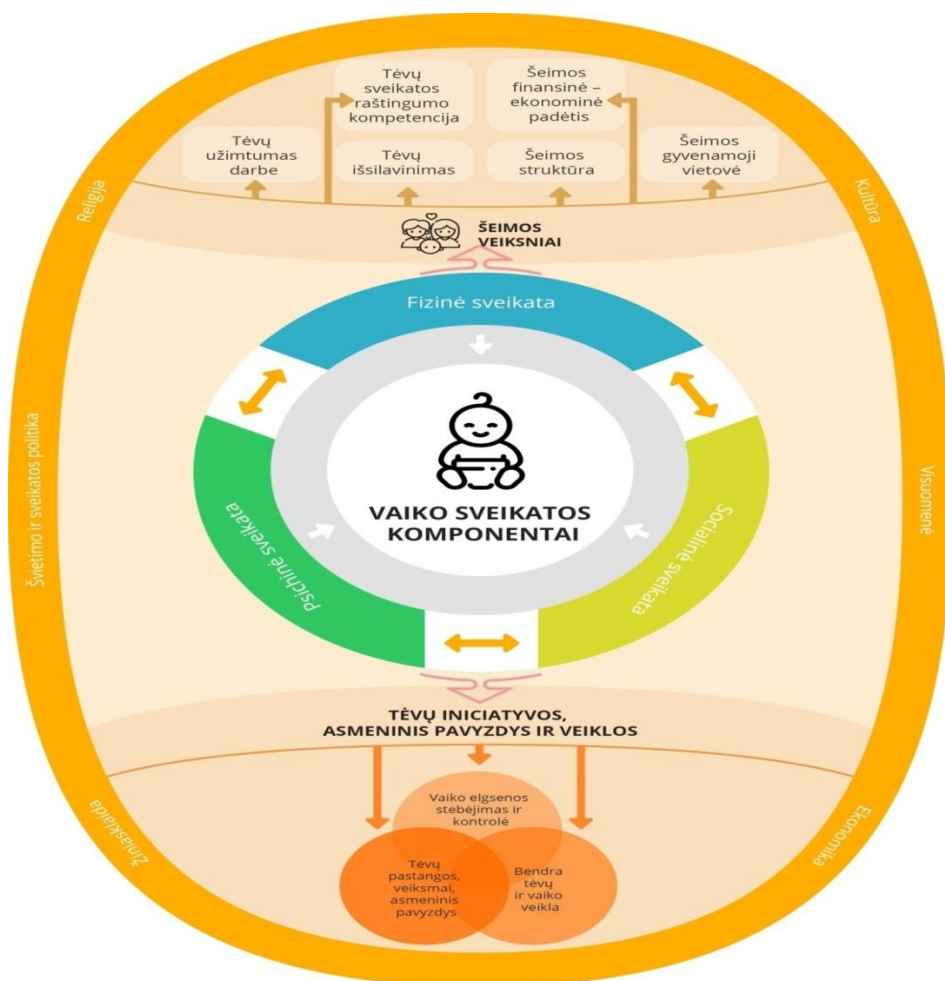 Tėvų
sveikatos
raštingumo
kompetencija
Šeimos
finansinė –
ekonominė
padėtis
Tėvų
užimtumas
darbe
Tėvų
išsilavinimas
Šeimos
struktūra
Šeimos
gyvenamoji
vietovė
Religija
Kultūra
ŠEIMOS
VEIKSNIAI
Fizinė sveikata
Švietimo ir sveikatos politika
Visuomenė
VAIKO SVEIKATOS
KOMPONENTAI
Psichinė sveikata
Socialinė sveikata
TĖVŲ INICIATYVOS,
ASMENINIS PAVYZDYS IR VEIKLOS
Žiniasklaida
Ekonomika
Vaiko elgsenos
stebėjimas ir
kontrolė
Tėvų
pastangos,
veiksmai,
asmeninis
pavyzdys
Bendra
tėvų
ir vaiko
veikla